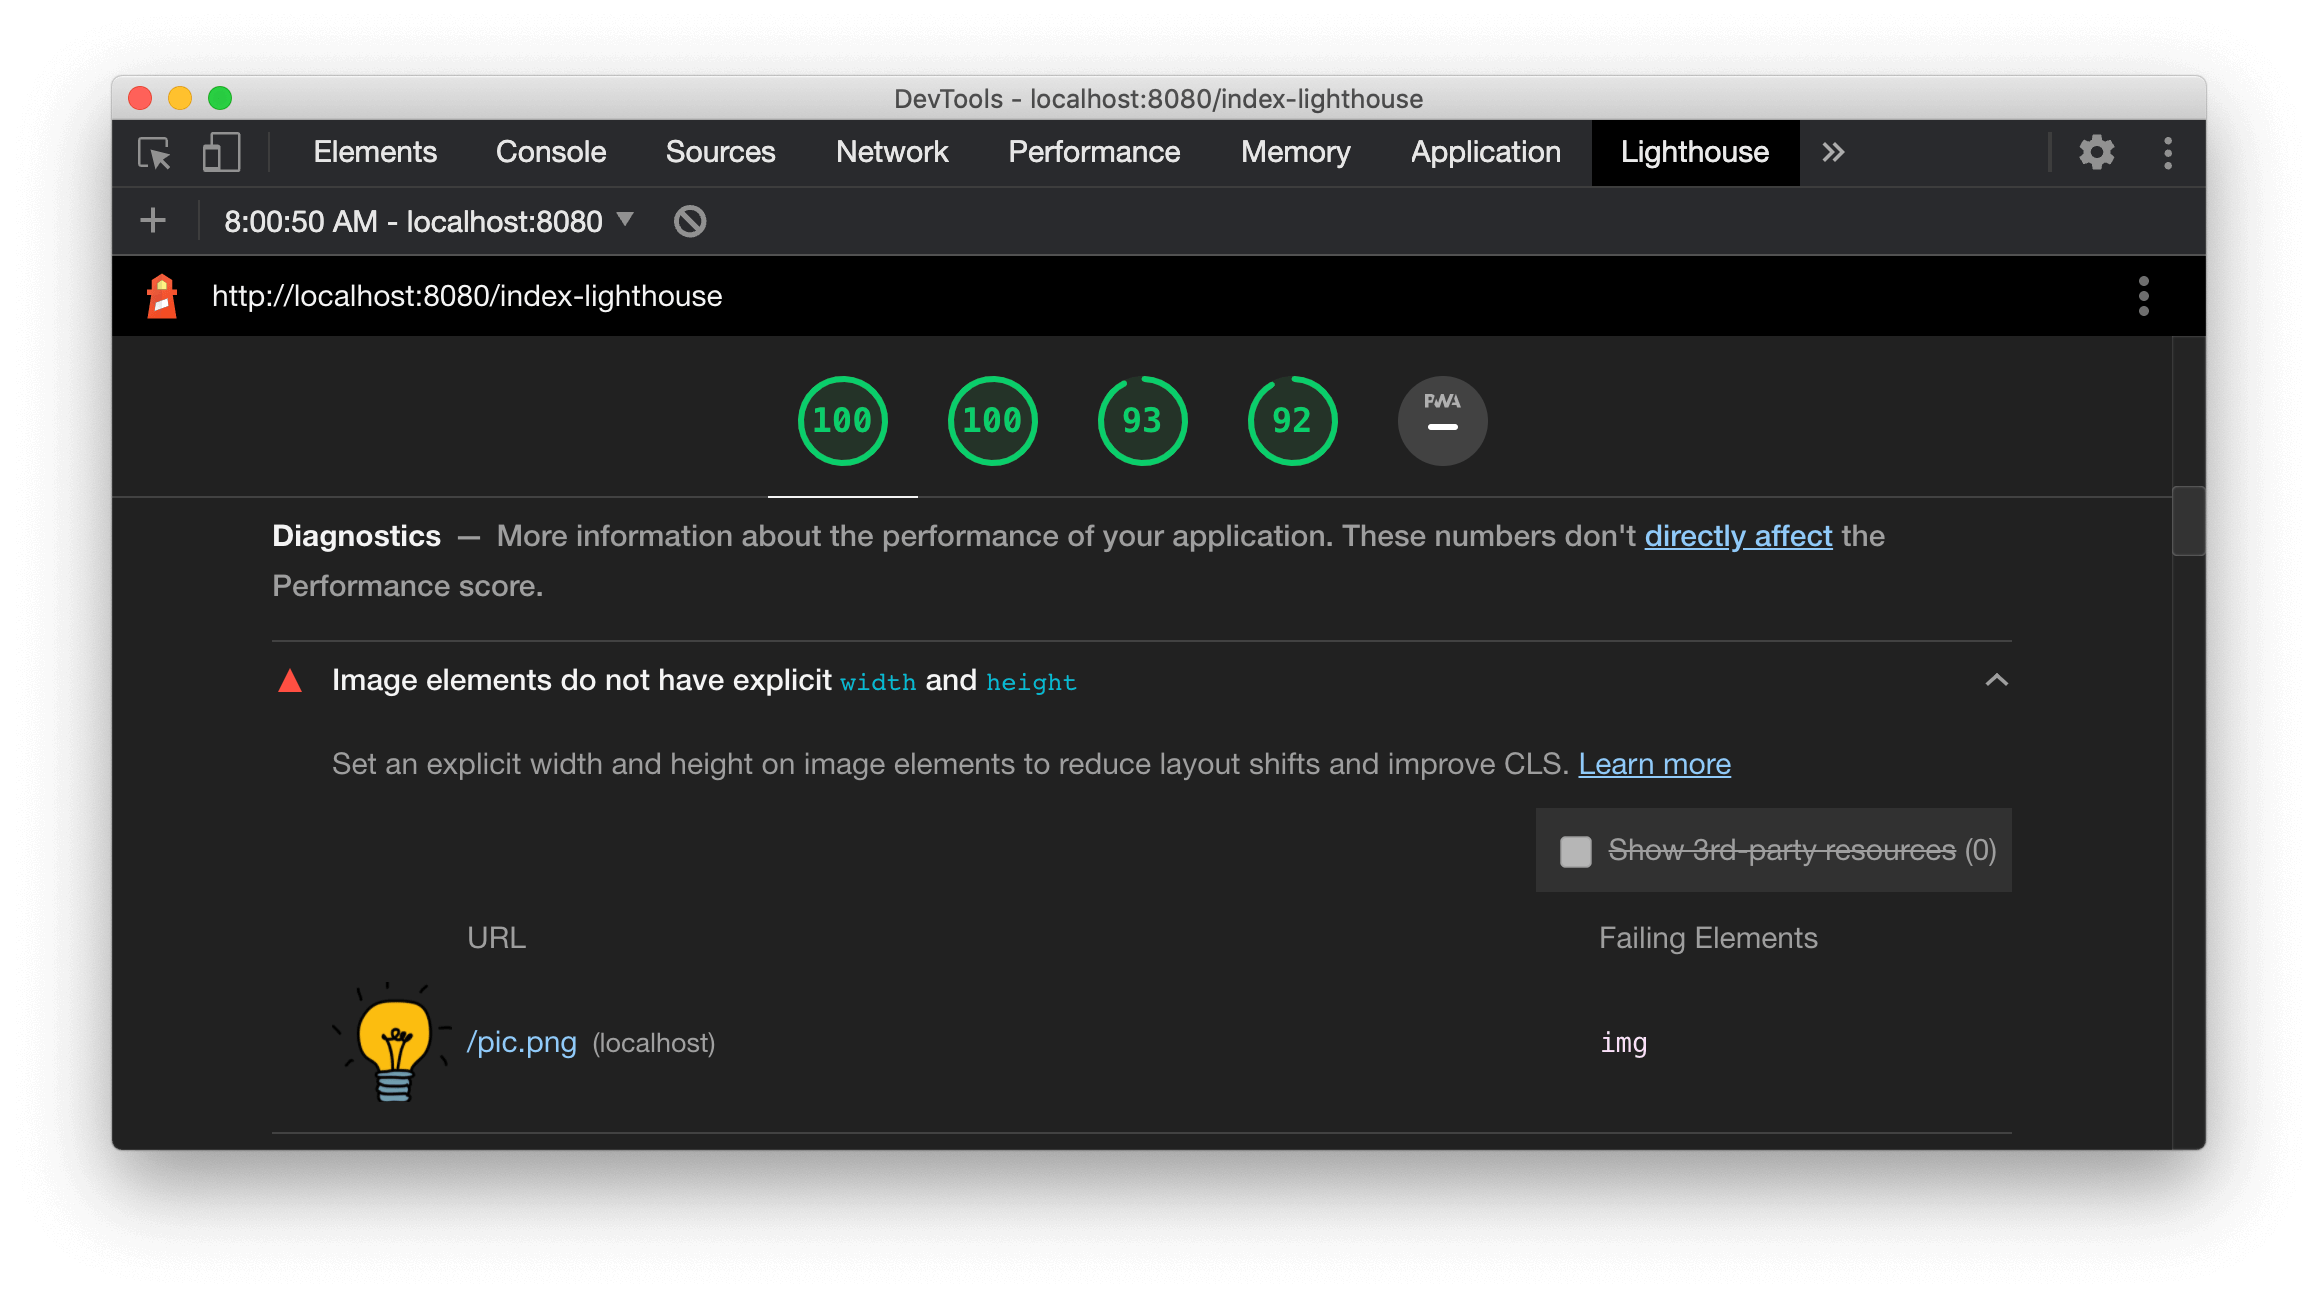 DevTools - localhost:8080/index-lighthouse
Elements Console Sources Network Performance Memory Application Lighthouse »
8:00:50 AM - localhost:8080
http://localhost:8080/index-lighthouse
100 100 93 92 PWA
Diagnostics — More information about the performance of your application. These numbers don't directly affect the
Performance score.
Image elements do not have explicit width and height
Set an explicit width and height on image elements to reduce layout shifts and improve CLS. Learn more
Show 3rd-party resources (0)
URL Failing Elements
/pic.png (localhost) img